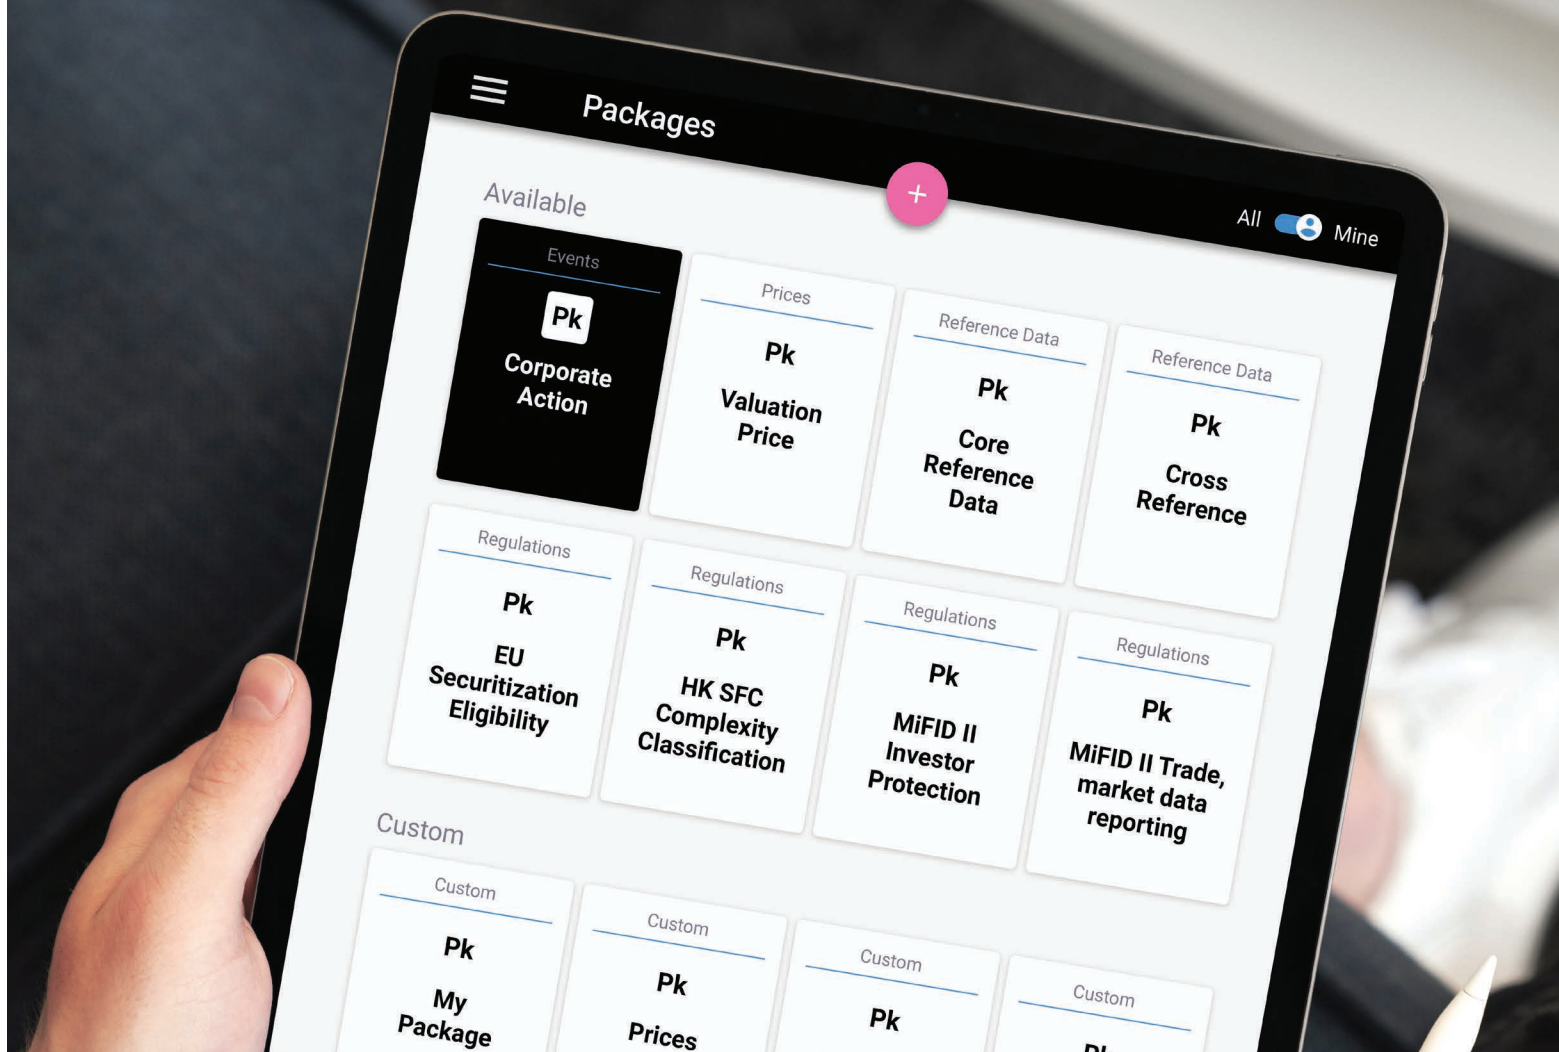 Packages
All Mine
Available
Events
Pk
Corporate
Action
Prices
Pk
Valuation
Price
Reference Data
Pk
Core
Reference
Data
Reference Data
Pk
Cross
Reference
Regulations
Pk
EU
Securitization
Eligibility
Regulations
Pk
HK SFC
Complexity
Classification
Regulations
Pk
MiFID II
Investor
Protection
Regulations
Pk
MiFID II Trade,
market data
reporting
Custom
Custom
Pk
My
Package
Custom
Pk
Prices
Custom
Pk
Custom